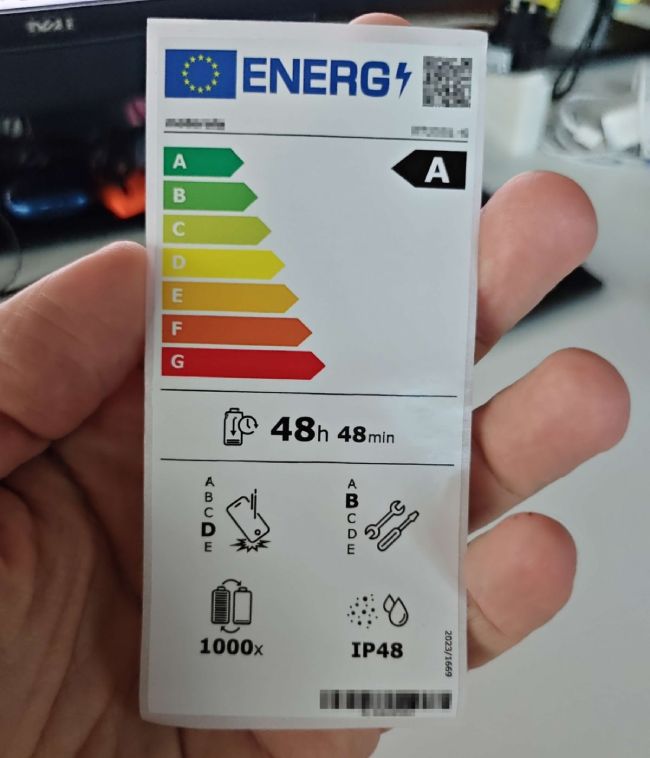 ENERG
A
A
B
C
D
E
F
G
48h 48min
A
B
C
D
E
A
B
C
D
E
1000x
IP48
2023/1669